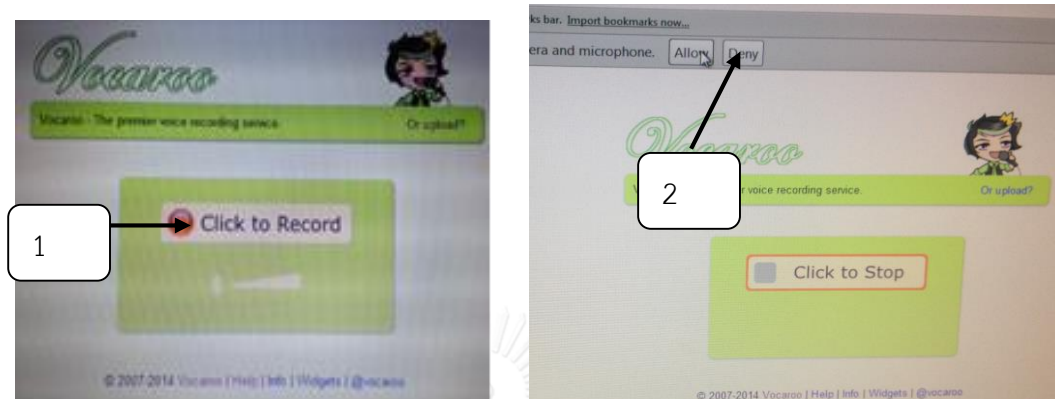 Vocaroo
Vocaroo - The premier voice recording service.
Or upload?
1
Click to Record
© 2007-2014 Vocaroo | Help | Info | Widgets | @vocaroo
ks bar. Import bookmarks now...
era and microphone. Allow Deny
Vocaroo
2
r voice recording service.
Or upload?
Click to Stop
© 2007-2014 Vocaroo | Help | Info | Widgets | @vocaroo